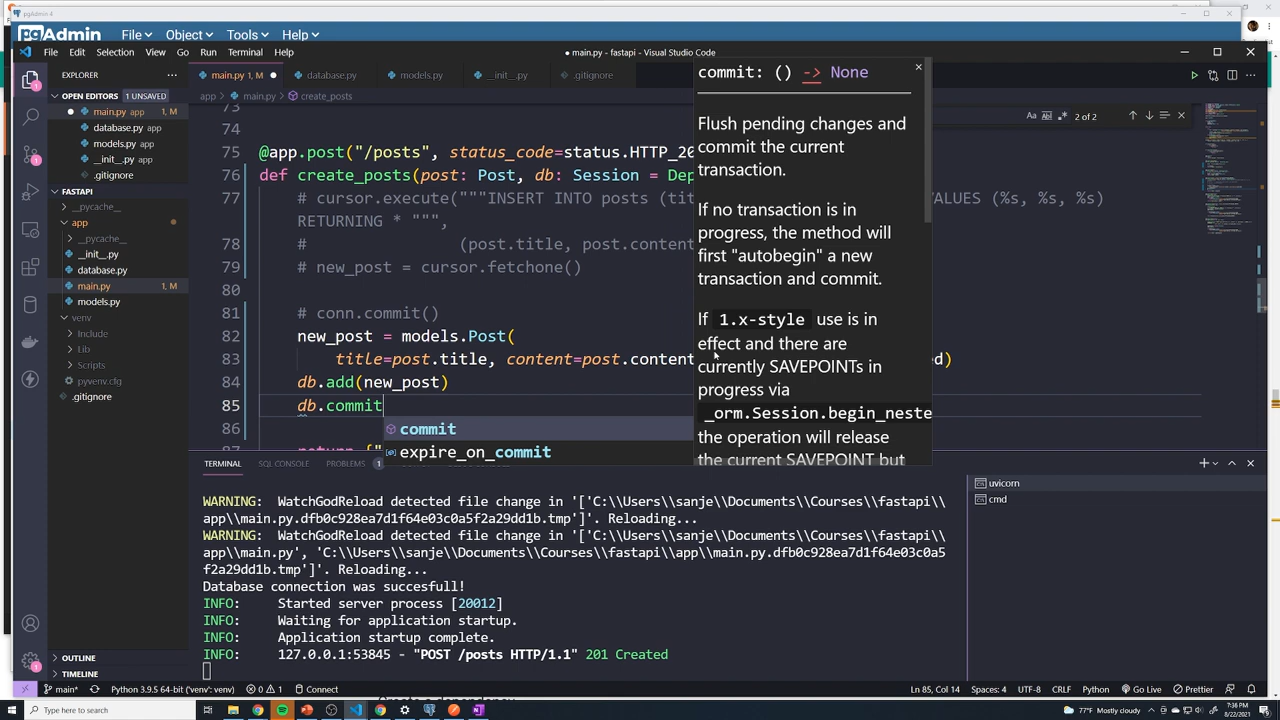 pgAdmin 4
pgAdmin File Object Tools Help
File Edit Selection View Go Run Terminal Help
● main.py - fastapi - Visual Studio Code
EXPLORER
main.py 1, M
database.py
models.py
__init__.py
.gitignore
OPEN EDITORS 1 UNSAVED
app > main.py > create_posts
Aa 2 of 2
main.py app 1, M
database.py app
models.py app
__init__.py app
.gitignore
FASTAPI
__pycache__
app
__pycache__
__init__.py
database.py
main.py 1, M
models.py
venv
Include
Lib
Scripts
pyvenv.cfg
.gitignore
OUTLINE
TIMELINE
73
74
75 @app.post("/posts", status_code=status.HTTP_20
76 def create_posts(post: Post, db: Session = Dep
77 # cursor.execute("""INSERT INTO posts (tit VALUES (%s, %s, %s)
RETURNING * """,
78 # (post.title, post.content,
79 # new_post = cursor.fetchone()
80
81 # conn.commit()
82 new_post = models.Post(
83 title=post.title, content=post.content ed)
84 db.add(new_post)
85 db.commit
86
87 return {"
commit
expire_on_commit
commit: () -> None
Flush pending changes and
commit the current
transaction.
If no transaction is in
progress, the method will
first "autobegin" a new
transaction and commit.
If 1.x-style use is in
effect and there are
currently SAVEPOINTs in
progress via
_orm.Session.begin_neste
the operation will release
the current SAVEPOINT but
TERMINAL SQL CONSOLE PROBLEMS 1
uvicorn
cmd
WARNING: WatchGodReload detected file change in '['C:\\Users\\sanje\\Documents\\Courses\\fastapi\\
app\\main.py.dfb0c928ea7d1f64e03c0a5f2a29dd1b.tmp']'. Reloading...
WARNING: WatchGodReload detected file change in '['C:\\Users\\sanje\\Documents\\Courses\\fastapi\\
app\\main.py', 'C:\\Users\\sanje\\Documents\\Courses\\fastapi\\app\\main.py.dfb0c928ea7d1f64e03c0a5
f2a29dd1b.tmp']'. Reloading...
Database connection was succesfull!
INFO: Started server process [20012]
INFO: Waiting for application startup.
INFO: Application startup complete.
INFO: 127.0.0.1:53845 - "POST /posts HTTP/1.1" 201 Created
main* Python 3.9.5 64-bit ('venv': venv) 0 1 Connect
Ln 85, Col 14 Spaces: 4 UTF-8 CRLF Python Go Live Prettier
Type here to search
77°F Mostly cloudy
7:36 PM
8/22/2021